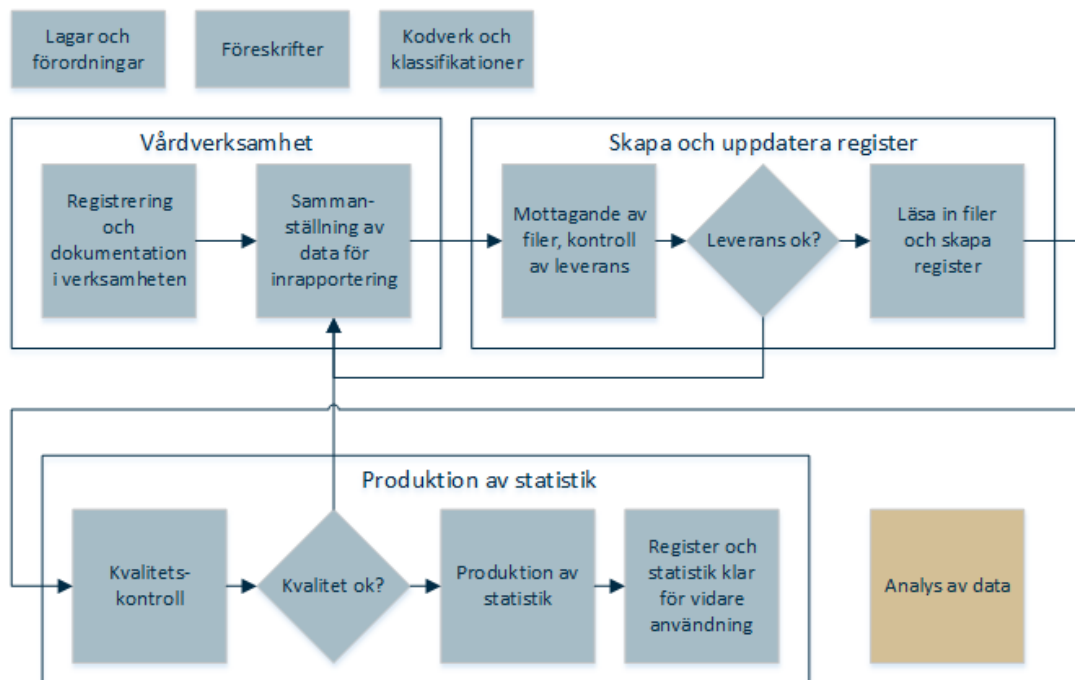 Lagar och
förordningar
Föreskrifter
Kodverk och
klassifikationer
Vårdverksamhet
Registrering
och
dokumentation
i verksamheten
Samman-
ställning av
data för
inrapportering
Skapa och uppdatera register
Mottagande av
filer, kontroll
av leverans
Leverans ok?
Läsa in filer
och skapa
register
Produktion av statistik
Kvalitets-
kontroll
Kvalitet ok?
Produktion av
statistik
Register och
statistik klar
för vidare
användning
Analys av data